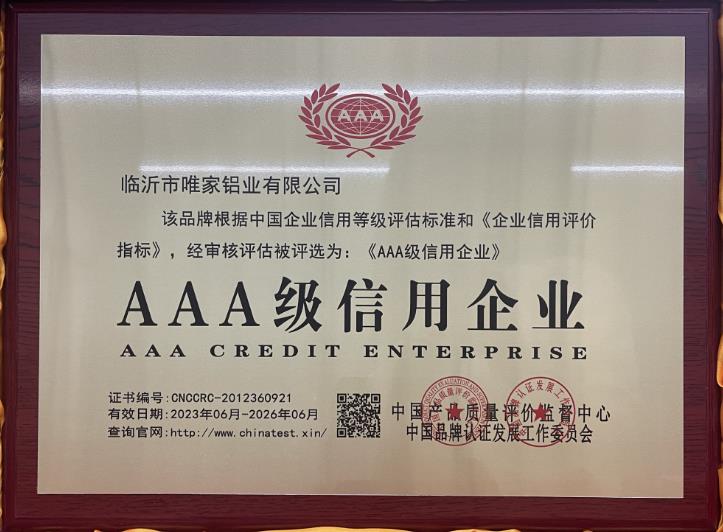 AAA
临沂市唯家铝业有限公司
该品牌根据中国企业信用等级评估标准和《企业信用评价
指标》，经审核评估被评选为：《AAA级信用企业》
AAA级信用企业
AAA CREDIT ENTERPRISE
证书编号:CNCCRC-2012360921
有效日期:2023年06月-2026年06月
查询官网:http://www.chinatest.xin/
中国产品质量评价监督中心
中国品牌认证发展工作委员会